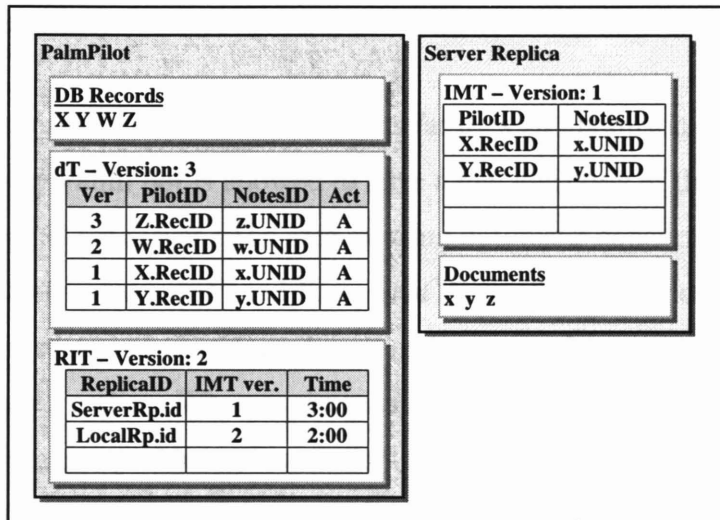 PalmPilot
DB Records
X Y W Z
dT – Version: 3
Ver PilotID NotesID Act
3 Z.RecID z.UNID A
2 W.RecID w.UNID A
1 X.RecID x.UNID A
1 Y.RecID y.UNID A
RIT – Version: 2
ReplicaID IMT ver. Time
ServerRp.id 1 3:00
LocalRp.id 2 2:00
Server Replica
IMT – Version: 1
PilotID NotesID
X.RecID x.UNID
Y.RecID y.UNID
Documents
x y z